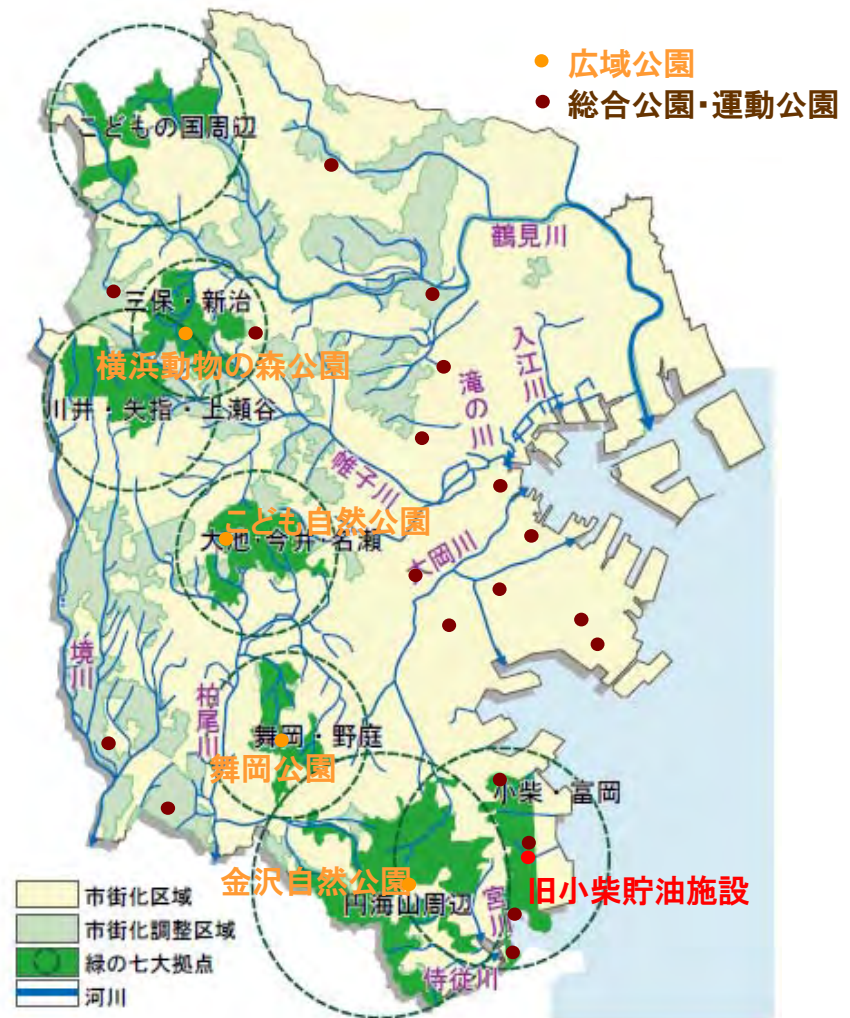 広域公園
総合公園・運動公園
こどもの国周辺
鶴見川
三保・新治
横浜動物の森公園
入江川
滝の川
川井・矢指・上瀬谷
帷子川
こども自然公園
大池・今井・名瀬
大岡川
境川
柏尾川
舞岡・野庭
舞岡公園
小柴・富岡
金沢自然公園
旧小柴貯油施設
円海山周辺
宮川
侍従川
市街化区域
市街化調整区域
緑の七大拠点
河川